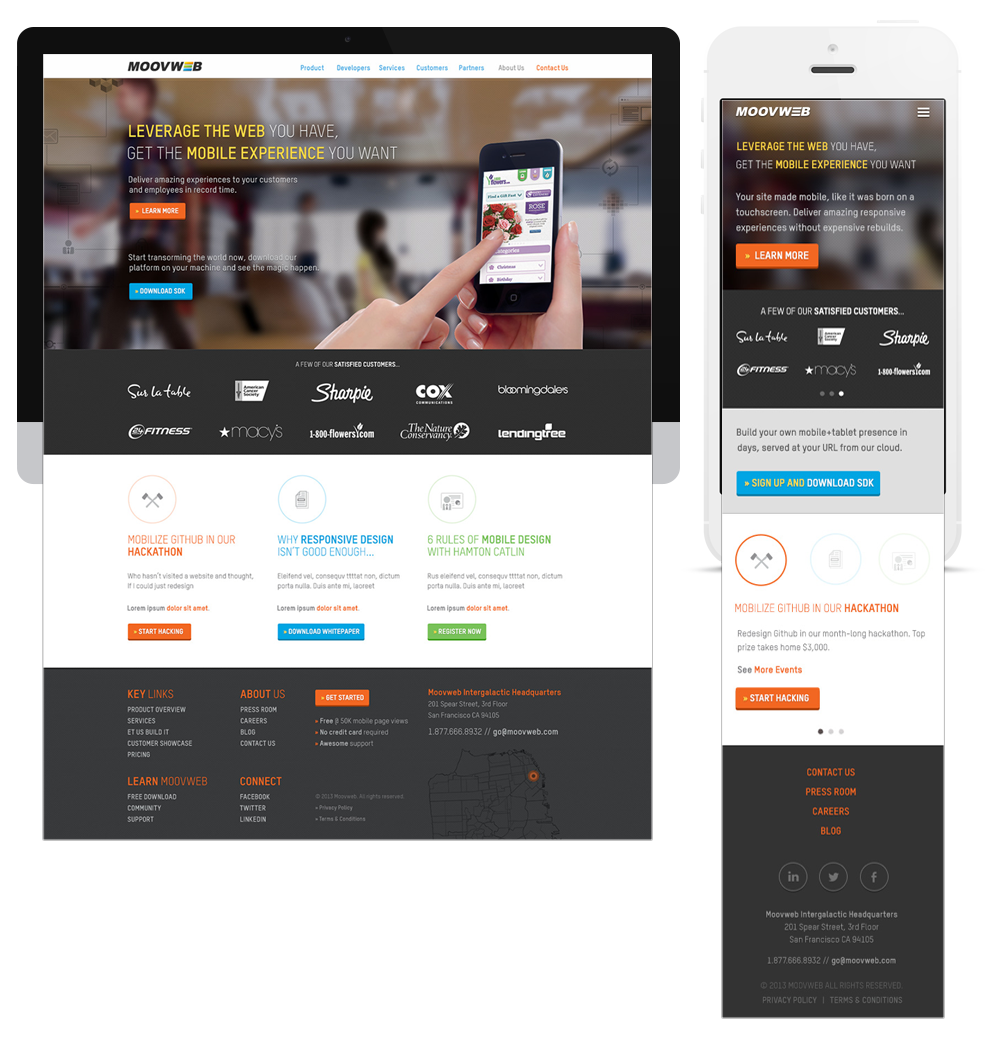 MOOVWEB
Product Developers Services Customers Partners About Us Contact Us
LEVERAGE THE WEB YOU HAVE,
GET THE MOBILE EXPERIENCE YOU WANT
Deliver amazing experiences to your customers
and employees in record time.
» LEARN MORE
Start transorming the world now, download our
platform on your machine and see the magic happen.
» DOWNLOAD SDK
flowers.com
Find a Gift Fast
ROSE
Categories
Christmas
Birthday
A FEW OF OUR SATISFIED CUSTOMERS...
Sur la table American Cancer Society Sharpie COX COMMUNICATIONS bloomingdale's
24 FITNESS ★macy's 1-800-flowers.com The Nature Conservancy lendingtree
MOBILIZE GITHUB IN OUR
HACKATHON
Who hasn't visited a website and thought,
If I could just redesign
Lorem ipsum dolor sit amet.
» START HACKING
WHY RESPONSIVE DESIGN
ISN'T GOOD ENOUGH...
Eleifend vel, consequv ttttat non, dictum
porta nulla. Duis ante mi, laoreet
Lorem ipsum dolor sit amet.
» DOWNLOAD WHITEPAPER
6 RULES OF MOBILE DESIGN
WITH HAMTON CATLIN
Rus eleifend vel, consequv ttttat non, dictum
porta nulla. Duis ante mi, laoreet
Lorem ipsum dolor sit amet.
» REGISTER NOW
KEY LINKS
PRODUCT OVERVIEW
SERVICES
ET US BUILD IT
CUSTOMER SHOWCASE
PRICING
ABOUT US
PRESS ROOM
CAREERS
BLOG
CONTACT US
» GET STARTED
» Free β 50K mobile page views
» No credit card required
» Awesome support
Moovweb Intergalactic Headquarters
201 Spear Street, 3rd Floor
San Francisco CA 94105
1.877.666.8932 // go@moovweb.com
LEARN MOOVWEB
FREE DOWNLOAD
COMMUNITY
SUPPORT
CONNECT
FACEBOOK
TWITTER
LINKEDIN
© 2013 Moovweb. All rights reserved.
» Privacy Policy
» Terms & Conditions
MOOVWEB
LEVERAGE THE WEB YOU HAVE,
GET THE MOBILE EXPERIENCE YOU WANT
Your site made mobile, like it was born on a
touchscreen. Deliver amazing responsive
experiences without expensive rebuilds.
» LEARN MORE
A FEW OF OUR SATISFIED CUSTOMERS...
Sur la table American Cancer Society Sharpie
24 FITNESS ★macy's 1-800-flowers.com
Build your own mobile+tablet presence in
days, served at your URL from our cloud.
» SIGN UP AND DOWNLOAD SDK
MOBILIZE GITHUB IN OUR HACKATHON
Redesign Github in our month-long hackathon. Top
prize takes home $3,000.
See More Events
» START HACKING
CONTACT US
PRESS ROOM
CAREERS
BLOG
in f
Moovweb Intergalactic Headquarters
201 Spear Street, 3rd Floor
San Francisco CA 94105
1.877.666.8932 // go@moovweb.com
© 2013 MOOVWEB ALL RIGHTS RESERVED.
PRIVACY POLICY | TERMS & CONDITIONS